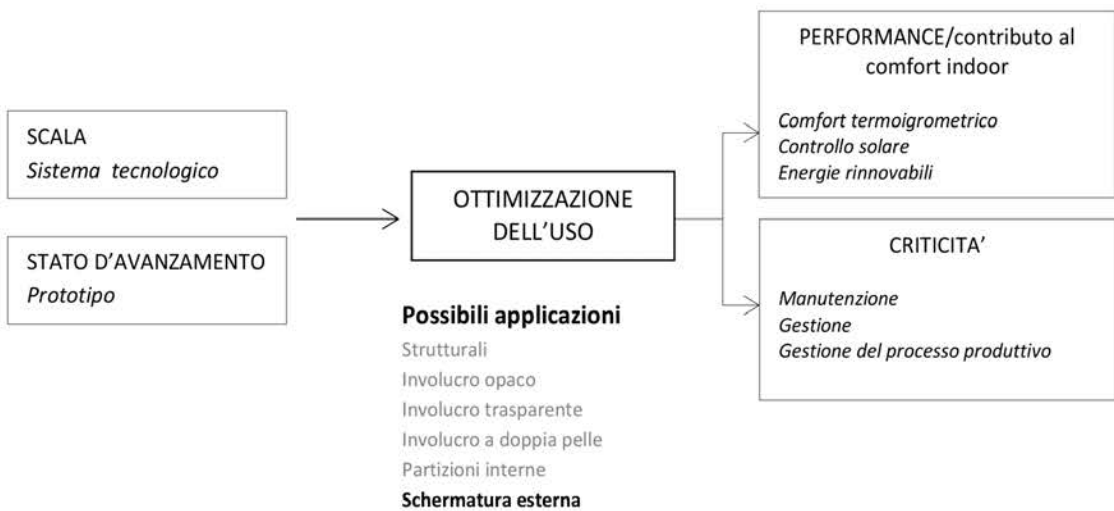 SCALA
Sistema tecnologico
STATO D'AVANZAMENTO
Prototipo
OTTIMIZZAZIONE
DELL'USO
Possibili applicazioni
Strutturali
Involucro opaco
Involucro trasparente
Involucro a doppia pelle
Partizioni interne
Schermatura esterna
PERFORMANCE/contributo al
comfort indoor
Comfort termoigrometrico
Controllo solare
Energie rinnovabili
CRITICITA'
Manutenzione
Gestione
Gestione del processo produttivo